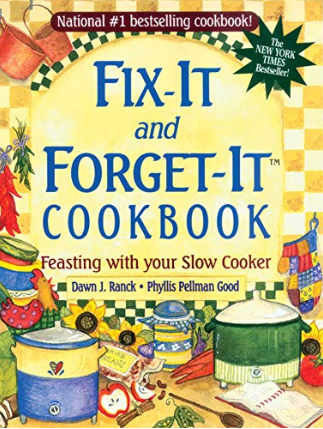 National #1 bestselling cookbook!
The
NEW YORK
TIMES
Bestseller!
FIX-IT
and
FORGET-IT™
COOKBOOK
Feasting with your Slow Cooker
Dawn J. Ranck • Phyllis Pellman Good